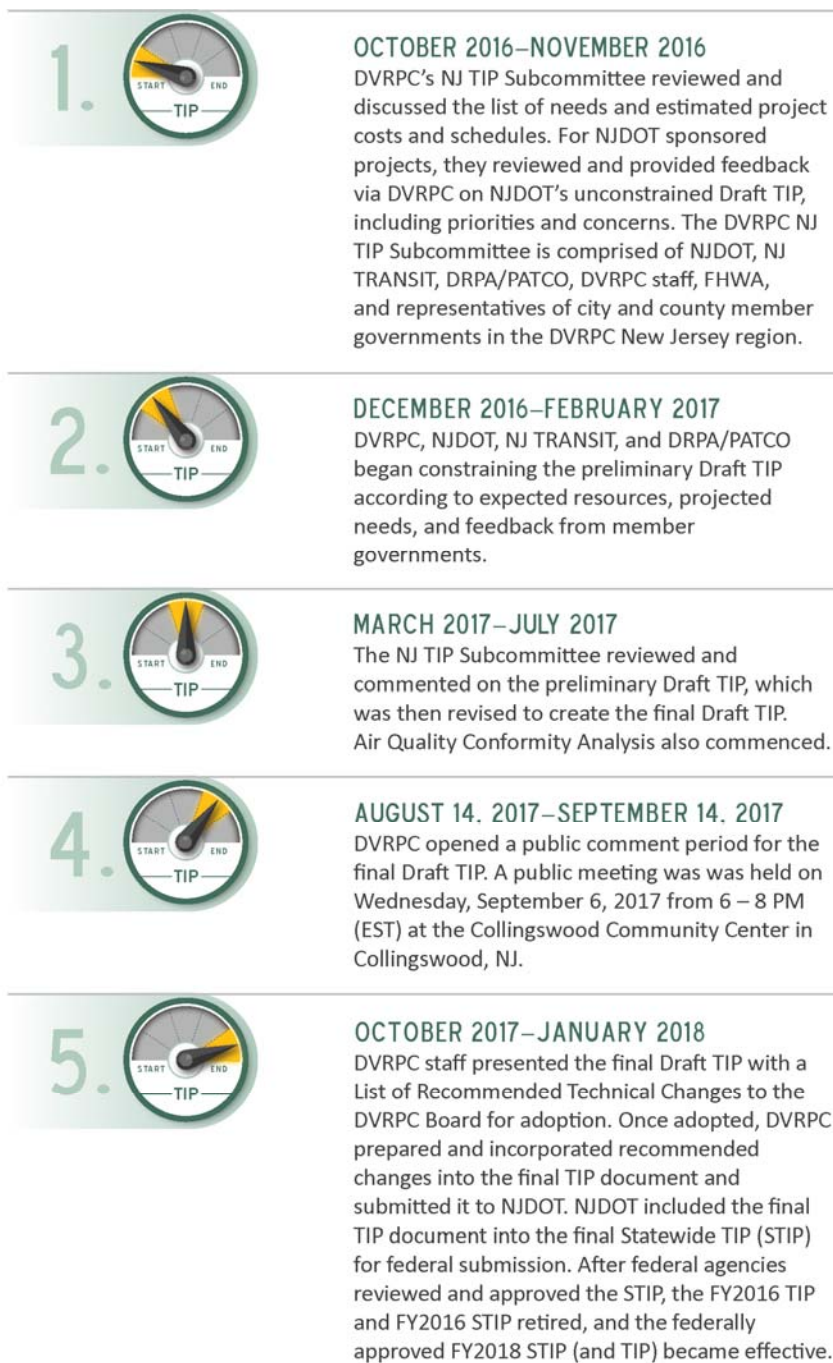 1.
START
END
TIP
OCTOBER 2016–NOVEMBER 2016
DVRPC's NJ TIP Subcommittee reviewed and
discussed the list of needs and estimated project
costs and schedules. For NJDOT sponsored
projects, they reviewed and provided feedback
via DVRPC on NJDOT's unconstrained Draft TIP,
including priorities and concerns. The DVRPC NJ
TIP Subcommittee is comprised of NJDOT, NJ
TRANSIT, DRPA/PATCO, DVRPC staff, FHWA,
and representatives of city and county member
governments in the DVRPC New Jersey region.
2.
START
END
TIP
DECEMBER 2016–FEBRUARY 2017
DVRPC, NJDOT, NJ TRANSIT, and DRPA/PATCO
began constraining the preliminary Draft TIP
according to expected resources, projected
needs, and feedback from member
governments.
3.
START
END
TIP
MARCH 2017–JULY 2017
The NJ TIP Subcommittee reviewed and
commented on the preliminary Draft TIP, which
was then revised to create the final Draft TIP.
Air Quality Conformity Analysis also commenced.
4.
START
END
TIP
AUGUST 14, 2017–SEPTEMBER 14, 2017
DVRPC opened a public comment period for the
final Draft TIP. A public meeting was was held on
Wednesday, September 6, 2017 from 6 – 8 PM
(EST) at the Collingswood Community Center in
Collingswood, NJ.
5.
START
END
TIP
OCTOBER 2017–JANUARY 2018
DVRPC staff presented the final Draft TIP with a
List of Recommended Technical Changes to the
DVRPC Board for adoption. Once adopted, DVRPC
prepared and incorporated recommended
changes into the final TIP document and
submitted it to NJDOT. NJDOT included the final
TIP document into the final Statewide TIP (STIP)
for federal submission. After federal agencies
reviewed and approved the STIP, the FY2016 TIP
and FY2016 STIP retired, and the federally
approved FY2018 STIP (and TIP) became effective.